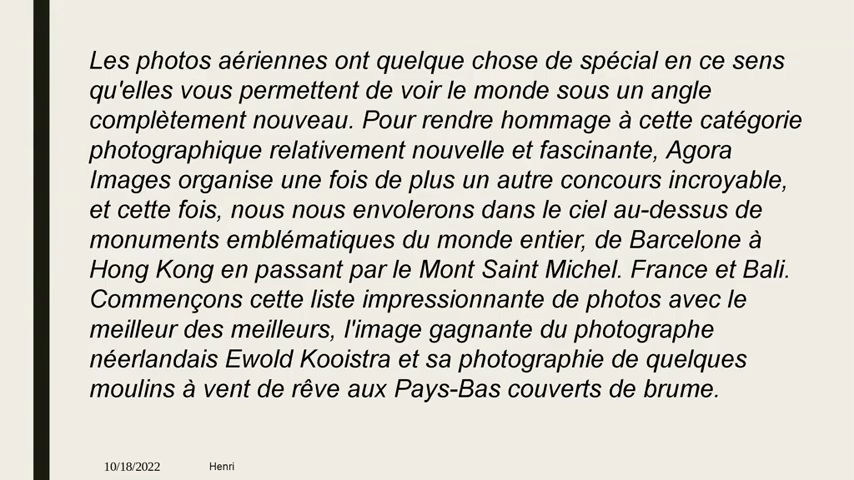 Les photos aériennes ont quelque chose de spécial en ce sens
qu'elles vous permettent de voir le monde sous un angle
complètement nouveau. Pour rendre hommage à cette catégorie
photographique relativement nouvelle et fascinante, Agora
Images organise une fois de plus un autre concours incroyable,
et cette fois, nous nous envolerons dans le ciel au-dessus de
monuments emblématiques du monde entier, de Barcelone à
Hong Kong en passant par le Mont Saint Michel. France et Bali.
Commençons cette liste impressionnante de photos avec le
meilleur des meilleurs, l'image gagnante du photographe
néerlandais Ewold Kooistra et sa photographie de quelques
moulins à vent de rêve aux Pays-Bas couverts de brume.
10/18/2022 Henri